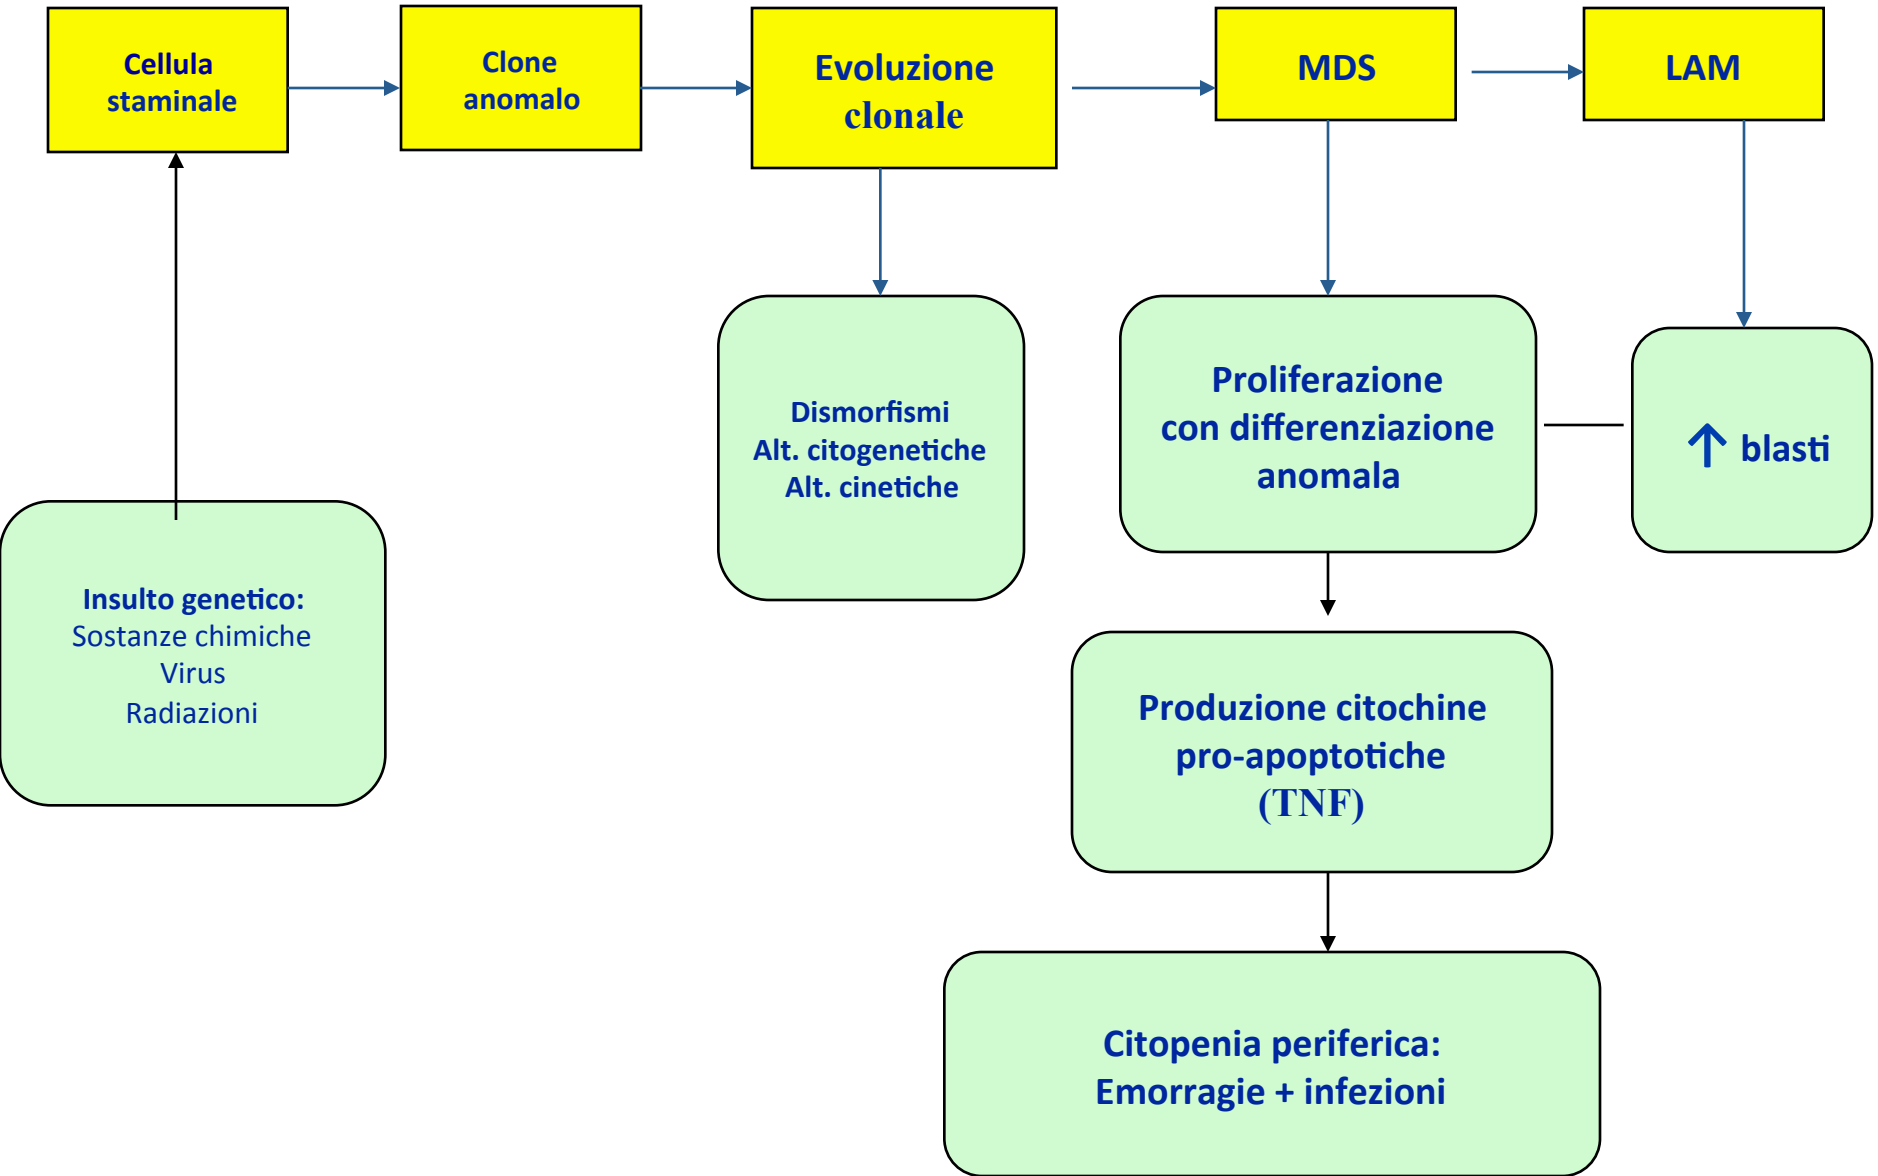 Cellula
staminale
Clone
anomalo
Evoluzione
clonale
MDS
LAM
Dismorfismi
Alt. citogenetiche
Alt. cinetiche
Proliferazione
con differenziazione
anomala
↑ blasti
Insulto genetico:
Sostanze chimiche
Virus
Radiazioni
Produzione citochine
pro-apoptotiche
(TNF)
Citopenia periferica:
Emorragie + infezioni